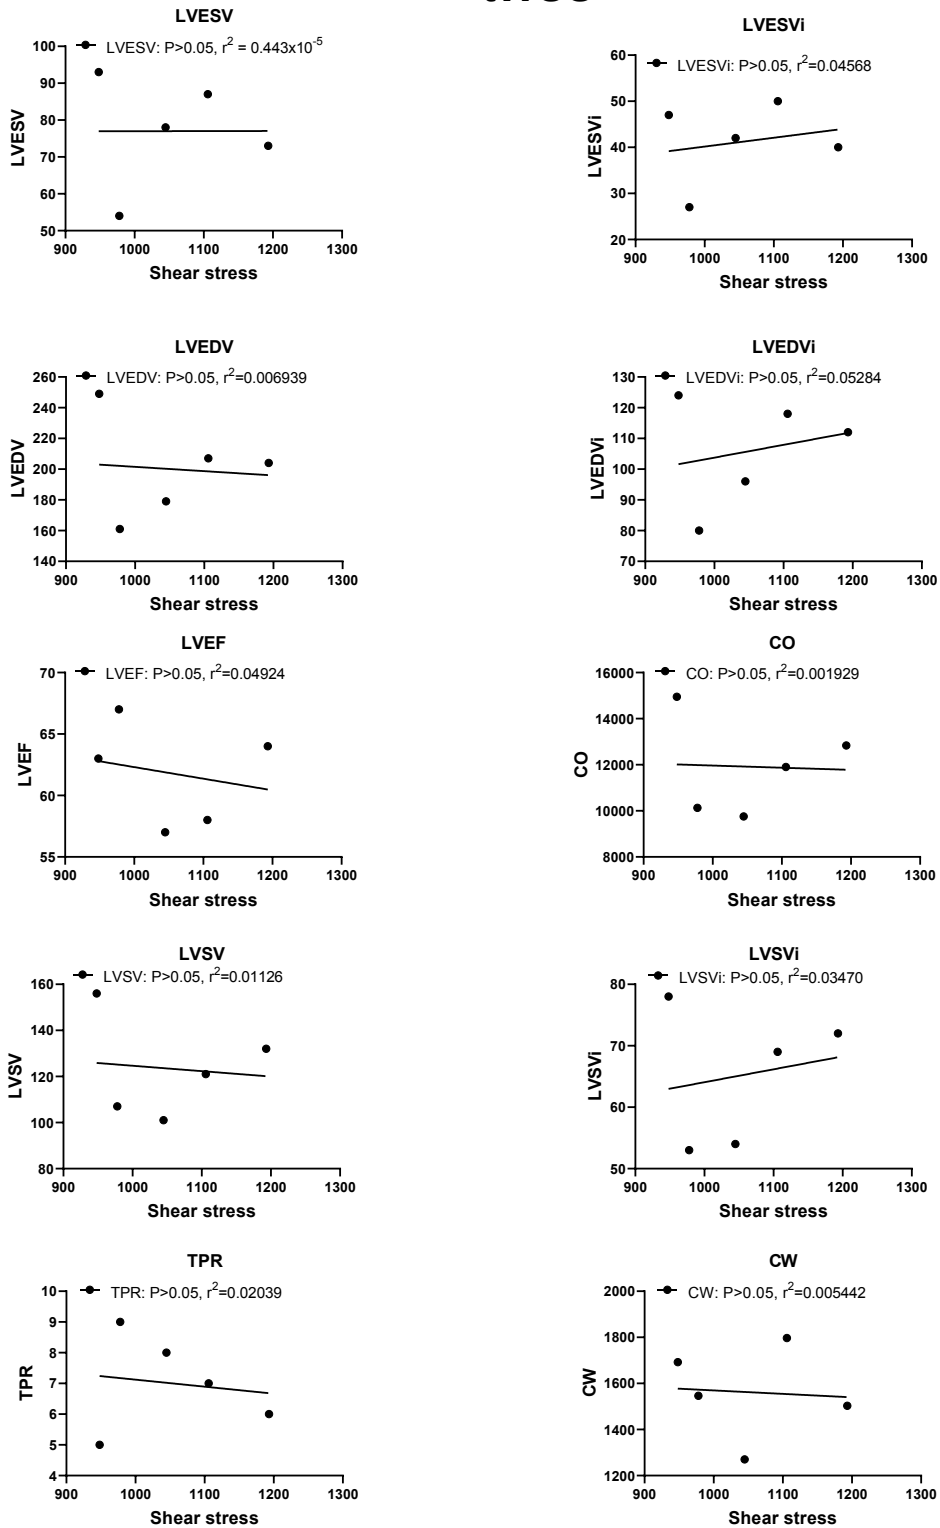 LVESV
LVESV: P>0.05, r² = 0.443x10⁻⁵
100
90
80
70
60
50
LVESV
900 1000 1100 1200 1300
Shear stress
LVESVi
LVESVi: P>0.05, r²=0.04568
60
50
40
30
20
LVESVi
900 1000 1100 1200 1300
Shear stress
LVEDV
LVEDV: P>0.05, r²=0.006939
260
240
220
200
180
160
140
LVEDV
900 1000 1100 1200 1300
Shear stress
LVEDVi
LVEDVi: P>0.05, r²=0.05284
130
120
110
100
90
80
70
LVEDVi
900 1000 1100 1200 1300
Shear stress
LVEF
LVEF: P>0.05, r²=0.04924
70
65
60
55
LVEF
900 1000 1100 1200 1300
Shear stress
CO
CO: P>0.05, r²=0.001929
16000
14000
12000
10000
8000
CO
900 1000 1100 1200 1300
Shear stress
LVSV
LVSV: P>0.05, r²=0.01126
160
140
120
100
80
LVSV
900 1000 1100 1200 1300
Shear stress
LVSVi
LVSVi: P>0.05, r²=0.03470
80
70
60
50
LVSVi
900 1000 1100 1200 1300
Shear stress
TPR
TPR: P>0.05, r²=0.02039
10
9
8
7
6
5
4
TPR
900 1000 1100 1200 1300
Shear stress
CW
CW: P>0.05, r²=0.005442
2000
1800
1600
1400
1200
CW
900 1000 1100 1200 1300
Shear stress